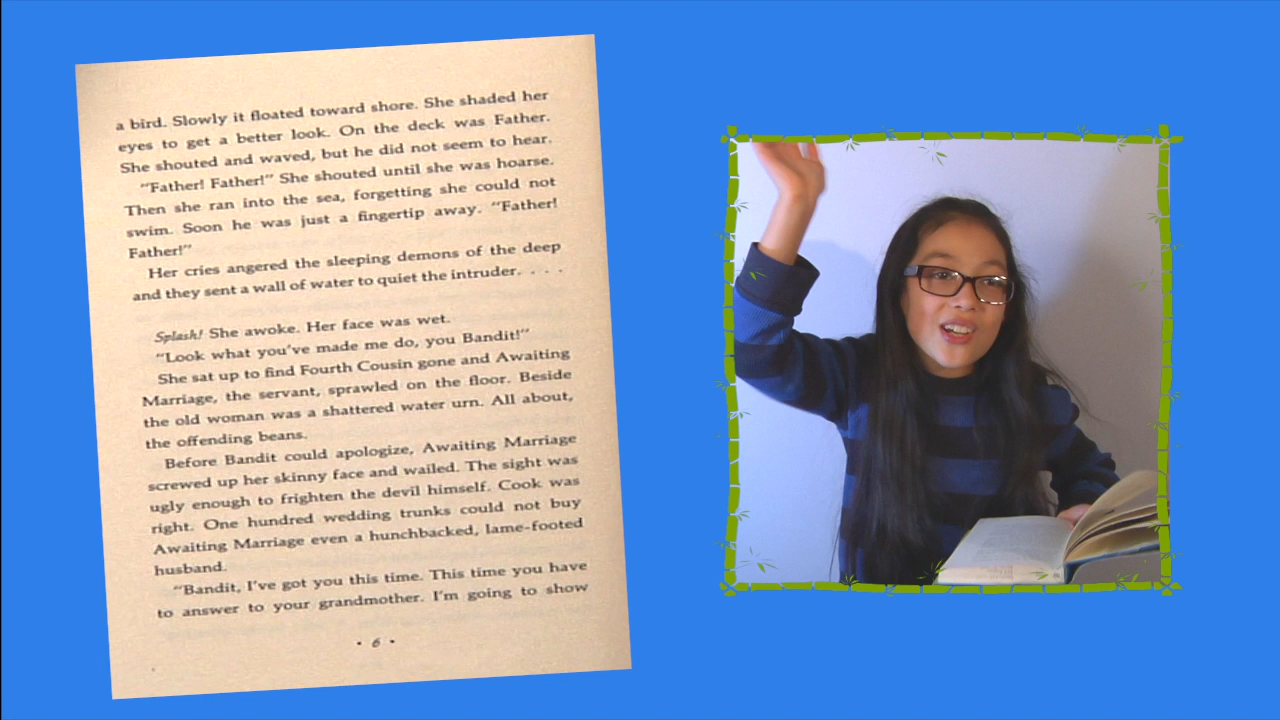 a bird. Slowly it floated toward shore. She shaded her
eyes to get a better look. On the deck was Father.
She shouted and waved, but he did not seem to hear.
“Father! Father!” She shouted until she was hoarse.
Then she ran into the sea, forgetting she could not
swim. Soon he was just a fingertip away. “Father!
Father!”
Her cries angered the sleeping demons of the deep
and they sent a wall of water to quiet the intruder. . . .
Splash! She awoke. Her face was wet.
“Look what you’ve made me do, you Bandit!”
She sat up to find Fourth Cousin gone and Awaiting
Marriage, the servant, sprawled on the floor. Beside
the old woman was a shattered water urn. All about,
the offending beans.
Before Bandit could apologize, Awaiting Marriage
screwed up her skinny face and wailed. The sight was
ugly enough to frighten the devil himself. Cook was
right. One hundred wedding trunks could not buy
Awaiting Marriage even a hunchbacked, lame-footed
husband.
“Bandit, I’ve got you this time. This time you have
to answer to your grandmother. I’m going to show
• 6 •